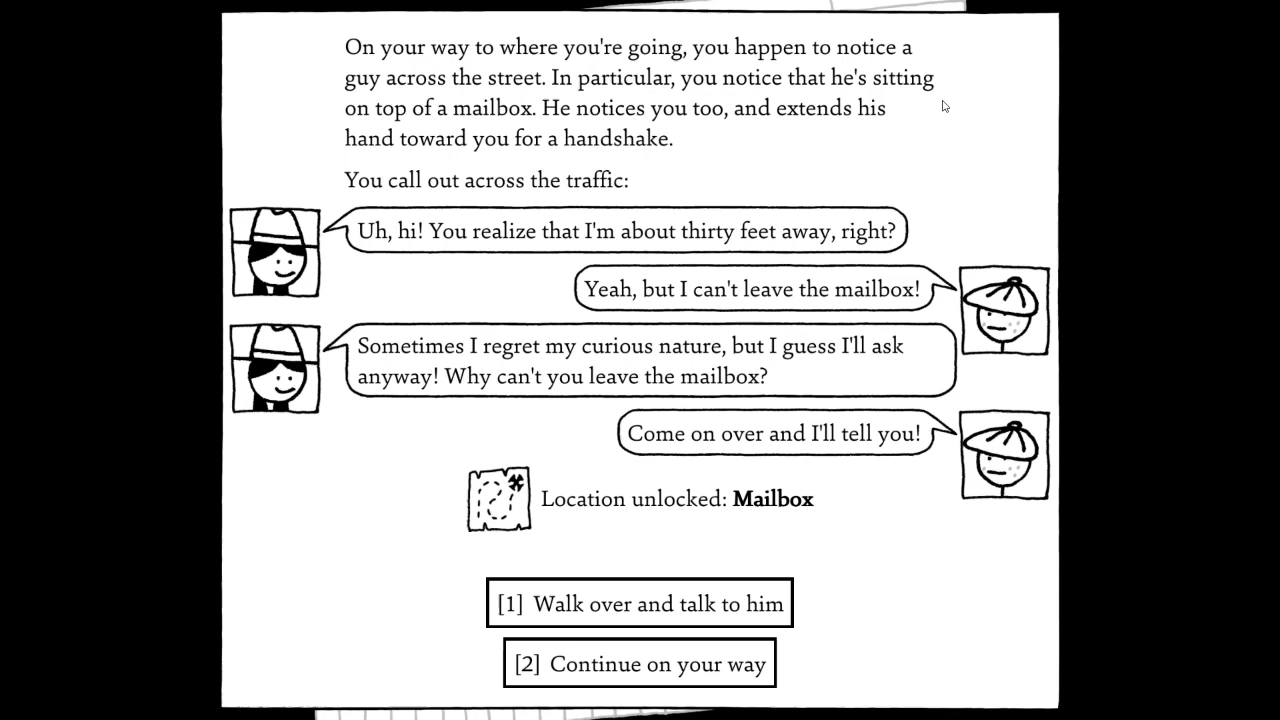 On your way to where you're going, you happen to notice a
guy across the street. In particular, you notice that he's sitting
on top of a mailbox. He notices you too, and extends his
hand toward you for a handshake.
You call out across the traffic:
Uh, hi! You realize that I'm about thirty feet away, right?
Yeah, but I can't leave the mailbox!
Sometimes I regret my curious nature, but I guess I'll ask
anyway! Why can't you leave the mailbox?
Come on over and I'll tell you!
Location unlocked: Mailbox
[1] Walk over and talk to him
[2] Continue on your way